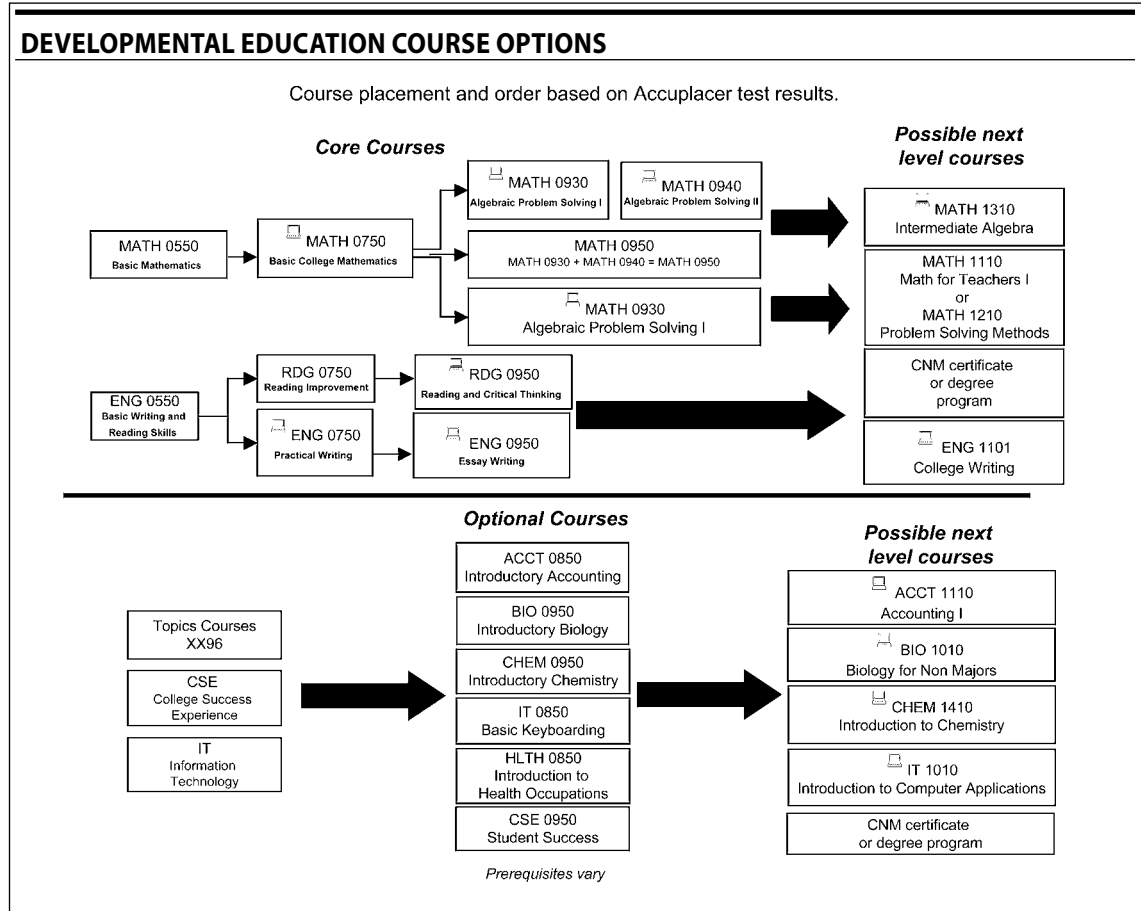 DEVELOPMENTAL EDUCATION COURSE OPTIONS
Course placement and order based on Accuplacer test results.
Core Courses
Possible next
level courses
MATH 0550
Basic Mathematics
MATH 0750
Basic College Mathematics
MATH 0930
Algebraic Problem Solving I
MATH 0940
Algebraic Problem Solving II
MATH 0950
MATH 0930 + MATH 0940 = MATH 0950
MATH 0930
Algebraic Problem Solving I
MATH 1310
Intermediate Algebra
MATH 1110
Math for Teachers I
or
MATH 1210
Problem Solving Methods
ENG 0550
Basic Writing and
Reading Skills
RDG 0750
Reading Improvement
RDG 0950
Reading and Critical Thinking
ENG 0750
Practical Writing
ENG 0950
Essay Writing
CNM certificate
or degree
program
ENG 1101
College Writing
Optional Courses
Possible next
level courses
Topics Courses
XX96
CSE
College Success
Experience
IT
Information
Technology
ACCT 0850
Introductory Accounting
BIO 0950
Introductory Biology
CHEM 0950
Introductory Chemistry
IT 0850
Basic Keyboarding
HLTH 0850
Introduction to
Health Occupations
CSE 0950
Student Success
Prerequisites vary
ACCT 1110
Accounting I
BIO 1010
Biology for Non Majors
CHEM 1410
Introduction to Chemistry
IT 1010
Introduction to Computer Applications
CNM certificate
or degree program